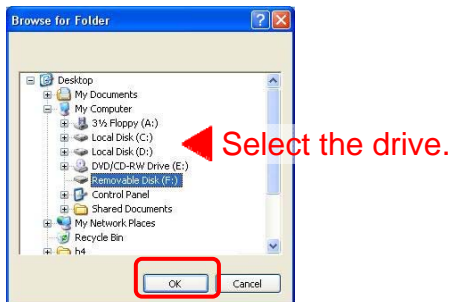 Browse for Folder
Desktop
My Documents
My Computer
3½ Floppy (A:)
Local Disk (C:)
Local Disk (D:)
DVD/CD-RW Drive (E:)
Removable Disk (F:)
Control Panel
Shared Documents
My Network Places
Recycle Bin
h4
Select the drive.
OK
Cancel